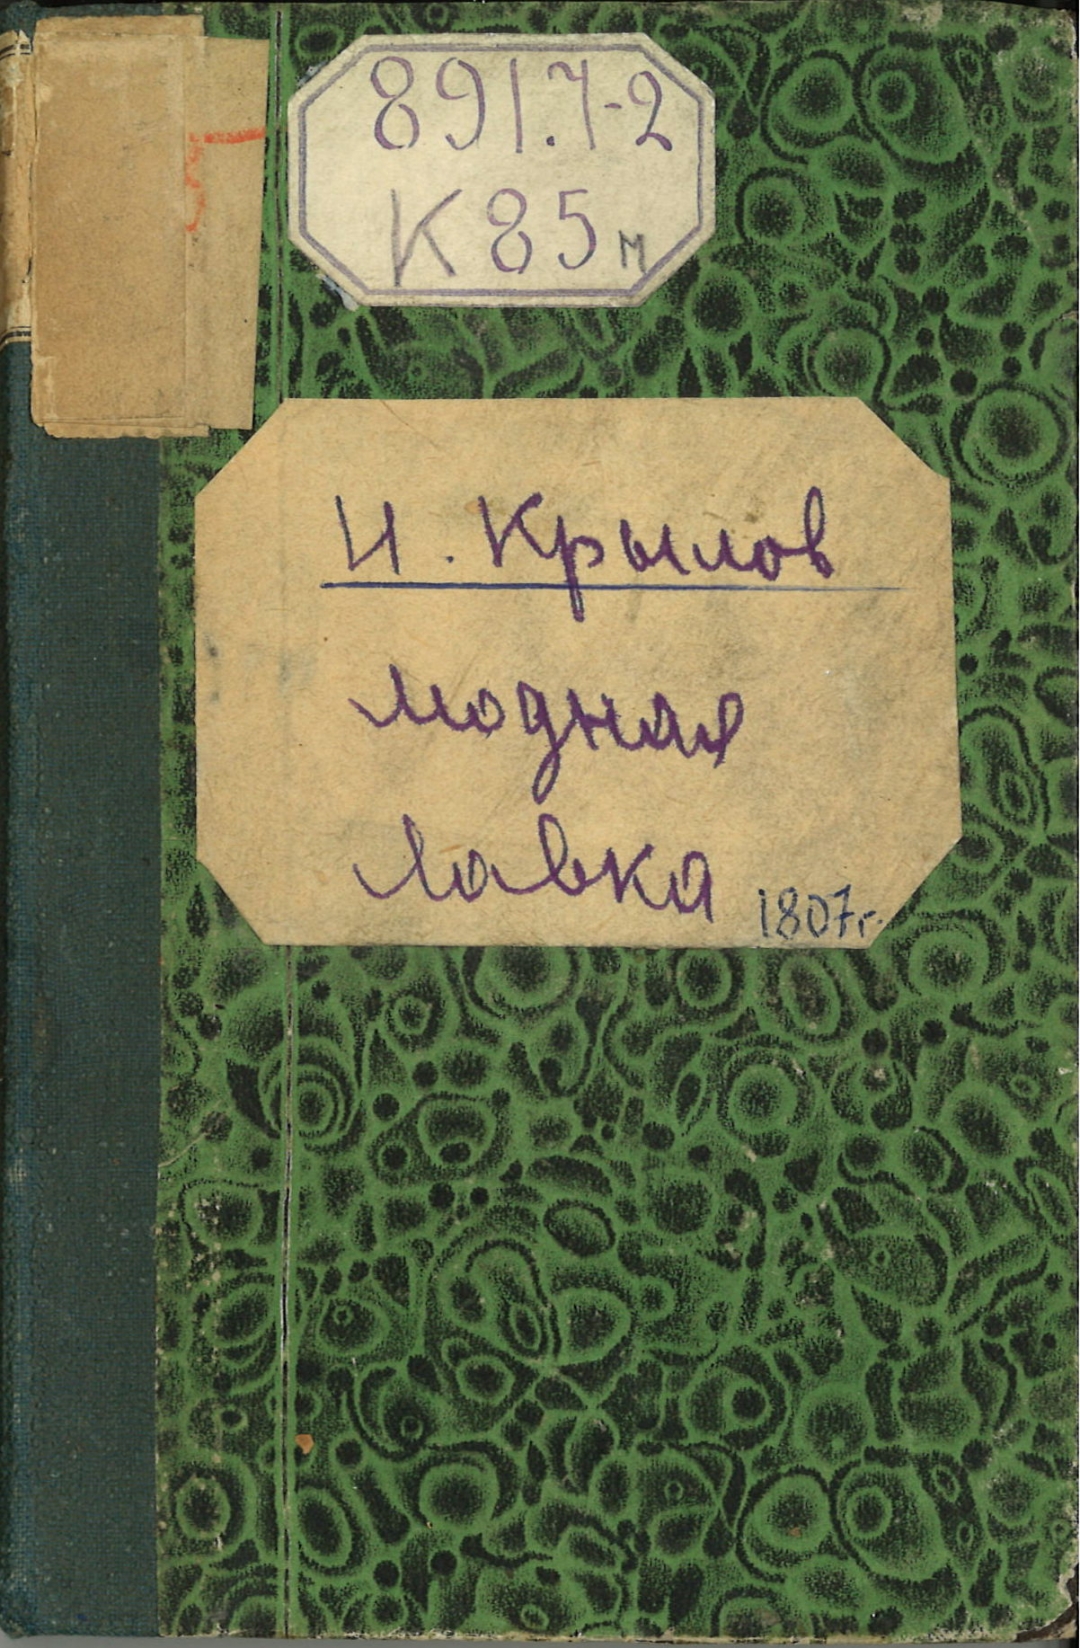 891.7-2
К85м
И. Крылов
модная
лавка
1807г.